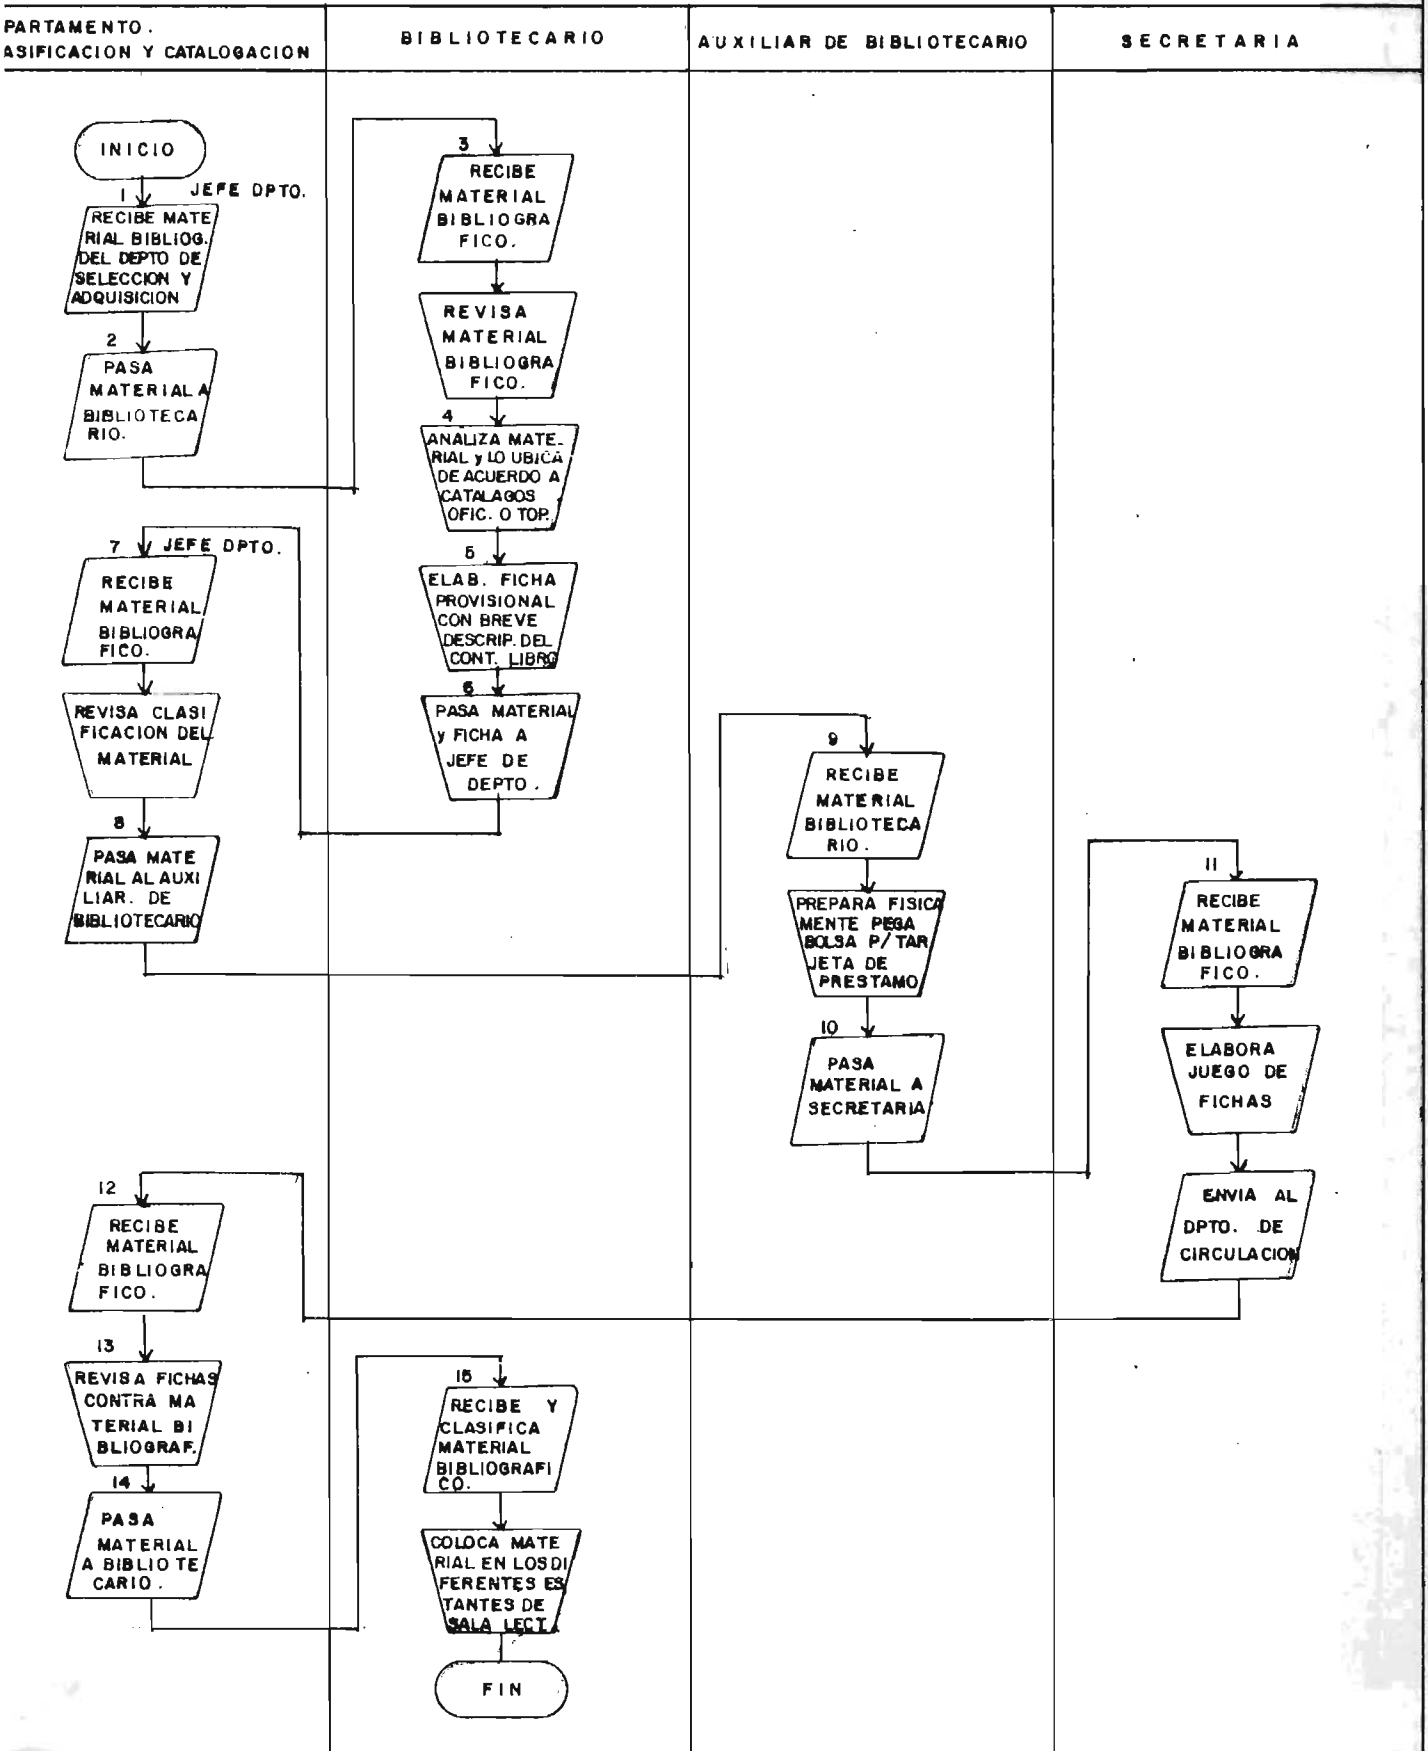 PARTAMENTO.
ASIFICACION Y CATALOGACION
BIBLIOTECARIO
AUXILIAR DE BIBLIOTECARIO
SECRETARIA
INICIO
1
JEFE DPTO.
RECIBE MATE
RIAL BIBLIOG.
DEL DEPTO DE
SELECCION Y
ADQUISICION
2
PASA
MATERIAL A
BIBLIOTECA
RIO.
3
RECIBE
MATERIAL
BIBLIOGRA
FICO.
REVISA
MATERIAL
BIBLIOGRA
FICO.
4
ANALIZA MATE-
RIAL y LO UBICA
DE ACUERDO A
CATALAGOS
OFIC. O TOP.
5
ELAB. FICHA
PROVISIONAL
CON BREVE
DESCRIP. DEL
CONT. LIBRO
6
PASA MATERIAL
y FICHA A
JEFE DE
DEPTO.
7
JEFE DPTO.
RECIBE
MATERIAL
BIBLIOGRA
FICO.
REVISA CLASI
FICACION DEL
MATERIAL
8
PASA MATE
RIAL AL AUXI
LIAR. DE
BIBLIOTECARIO
9
RECIBE
MATERIAL
BIBLIOTECA
RIO.
PREPARA FISICA
MENTE PEGA
BOLSA P/ TAR
JETA DE
PRESTAMO
10
PASA
MATERIAL A
SECRETARIA
11
RECIBE
MATERIAL
BIBLIOGRA
FICO.
ELABORA
JUEGO DE
FICHAS
ENVIA AL
DPTO. DE
CIRCULACION
12
RECIBE
MATERIAL
BIBLIOGRA
FICO.
13
REVISA FICHAS
CONTRA MA
TERIAL BI
BLIOGRAF.
14
PASA
MATERIAL
A BIBLIOTE
CARIO.
15
RECIBE Y
CLASIFICA
MATERIAL
BIBLIOGRAFI
CO.
COLOCA MATE
RIAL EN LOS DI
FERENTES ES
TANTES DE
SALA LECT.
FIN